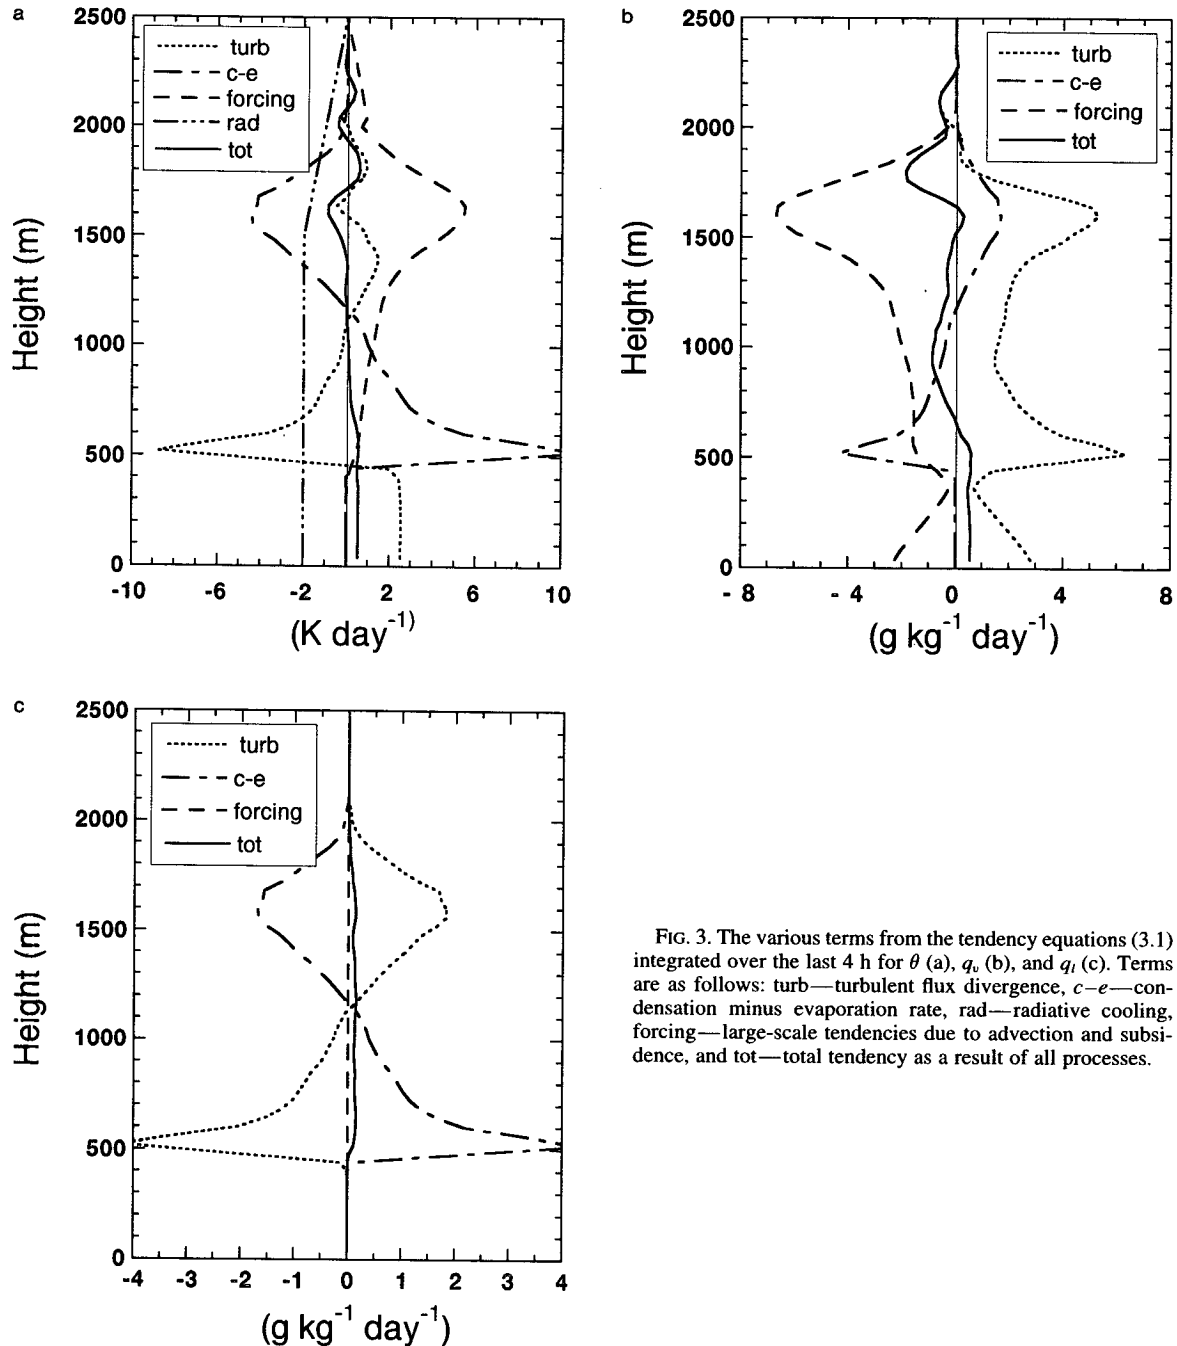 a
2500
2000
1500
1000
500
0
Height (m)
turb
c-e
forcing
rad
tot
-10
-6
-2
2
6
10
(K day⁻¹)
b
2500
2000
1500
1000
500
0
Height (m)
turb
c-e
forcing
tot
- 8
- 4
0
4
8
(g kg⁻¹ day⁻¹)
c
2500
2000
1500
1000
500
0
Height (m)
turb
c-e
forcing
tot
-4
-3
-2
-1
0
1
2
3
4
(g kg⁻¹ day⁻¹)
FIG. 3. The various terms from the tendency equations (3.1)
integrated over the last 4 h for θ (a), qᵥ (b), and qₗ (c). Terms
are as follows: turb—turbulent flux divergence, c–e—con-
densation minus evaporation rate, rad—radiative cooling,
forcing—large-scale tendencies due to advection and subsi-
dence, and tot—total tendency as a result of all processes.